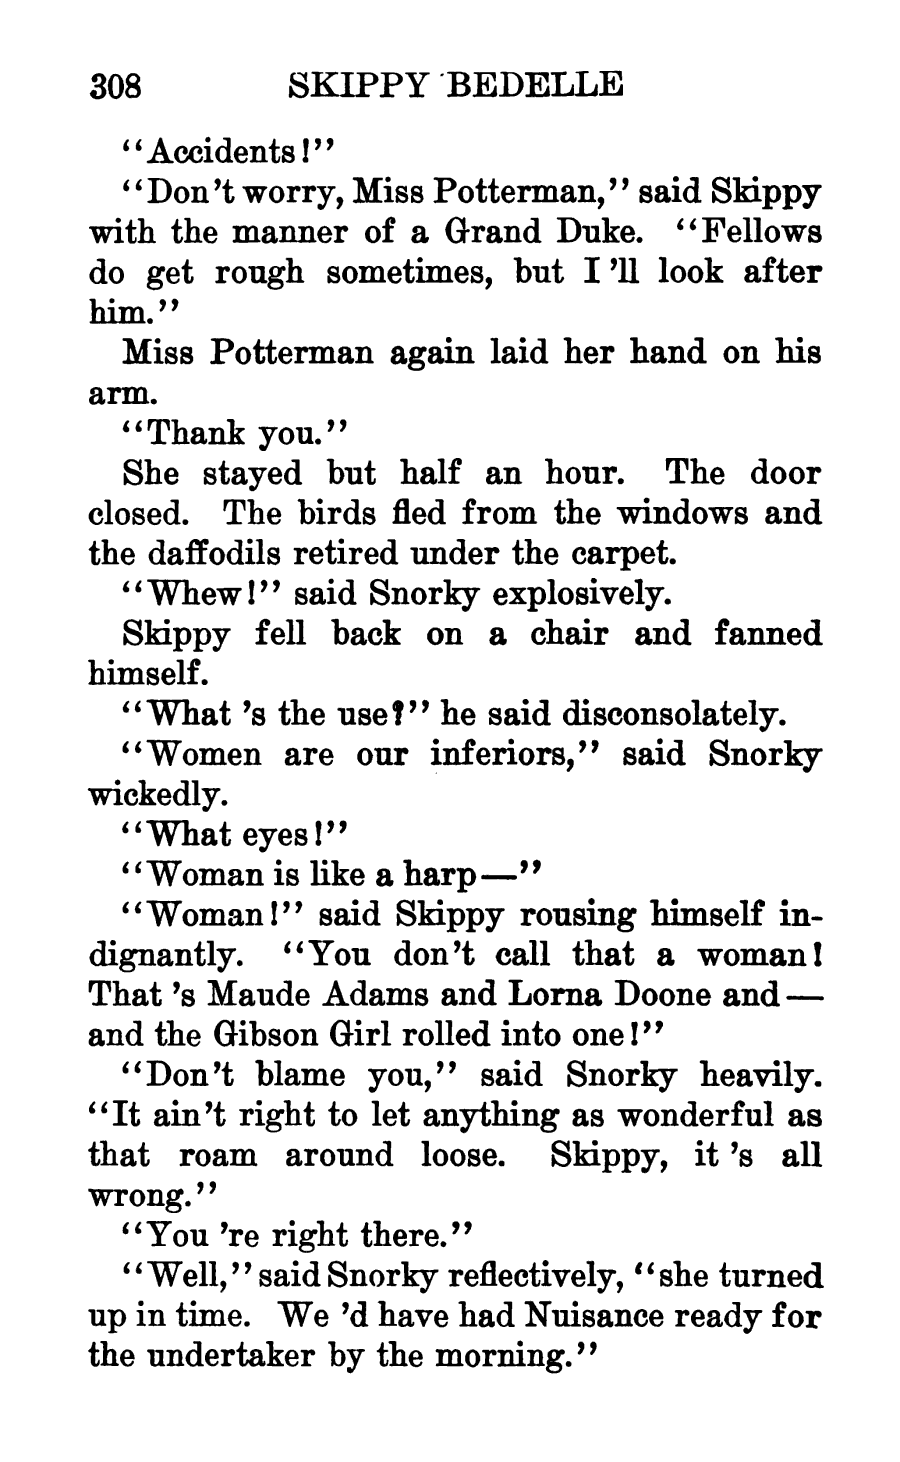 308 SKIPPY BEDELLE
"Accidents!"
"Don't worry, Miss Potterman," said Skippy
with the manner of a Grand Duke. "Fellows
do get rough sometimes, but I'll look after
him."
Miss Potterman again laid her hand on his
arm.
"Thank you."
She stayed but half an hour. The door
closed. The birds fled from the windows and
the daffodils retired under the carpet.
"Whew!" said Snorky explosively.
Skippy fell back on a chair and fanned
himself.
"What's the use?" he said disconsolately.
"Women are our inferiors," said Snorky
wickedly.
"What eyes!"
"Woman is like a harp—"
"Woman!" said Skippy rousing himself in-
dignantly. "You don't call that a woman!
That's Maude Adams and Lorna Doone and—
and the Gibson Girl rolled into one!"
"Don't blame you," said Snorky heavily.
"It ain't right to let anything as wonderful as
that roam around loose. Skippy, it's all
wrong."
"You're right there."
"Well," said Snorky reflectively, "she turned
up in time. We'd have had Nuisance ready for
the undertaker by the morning."